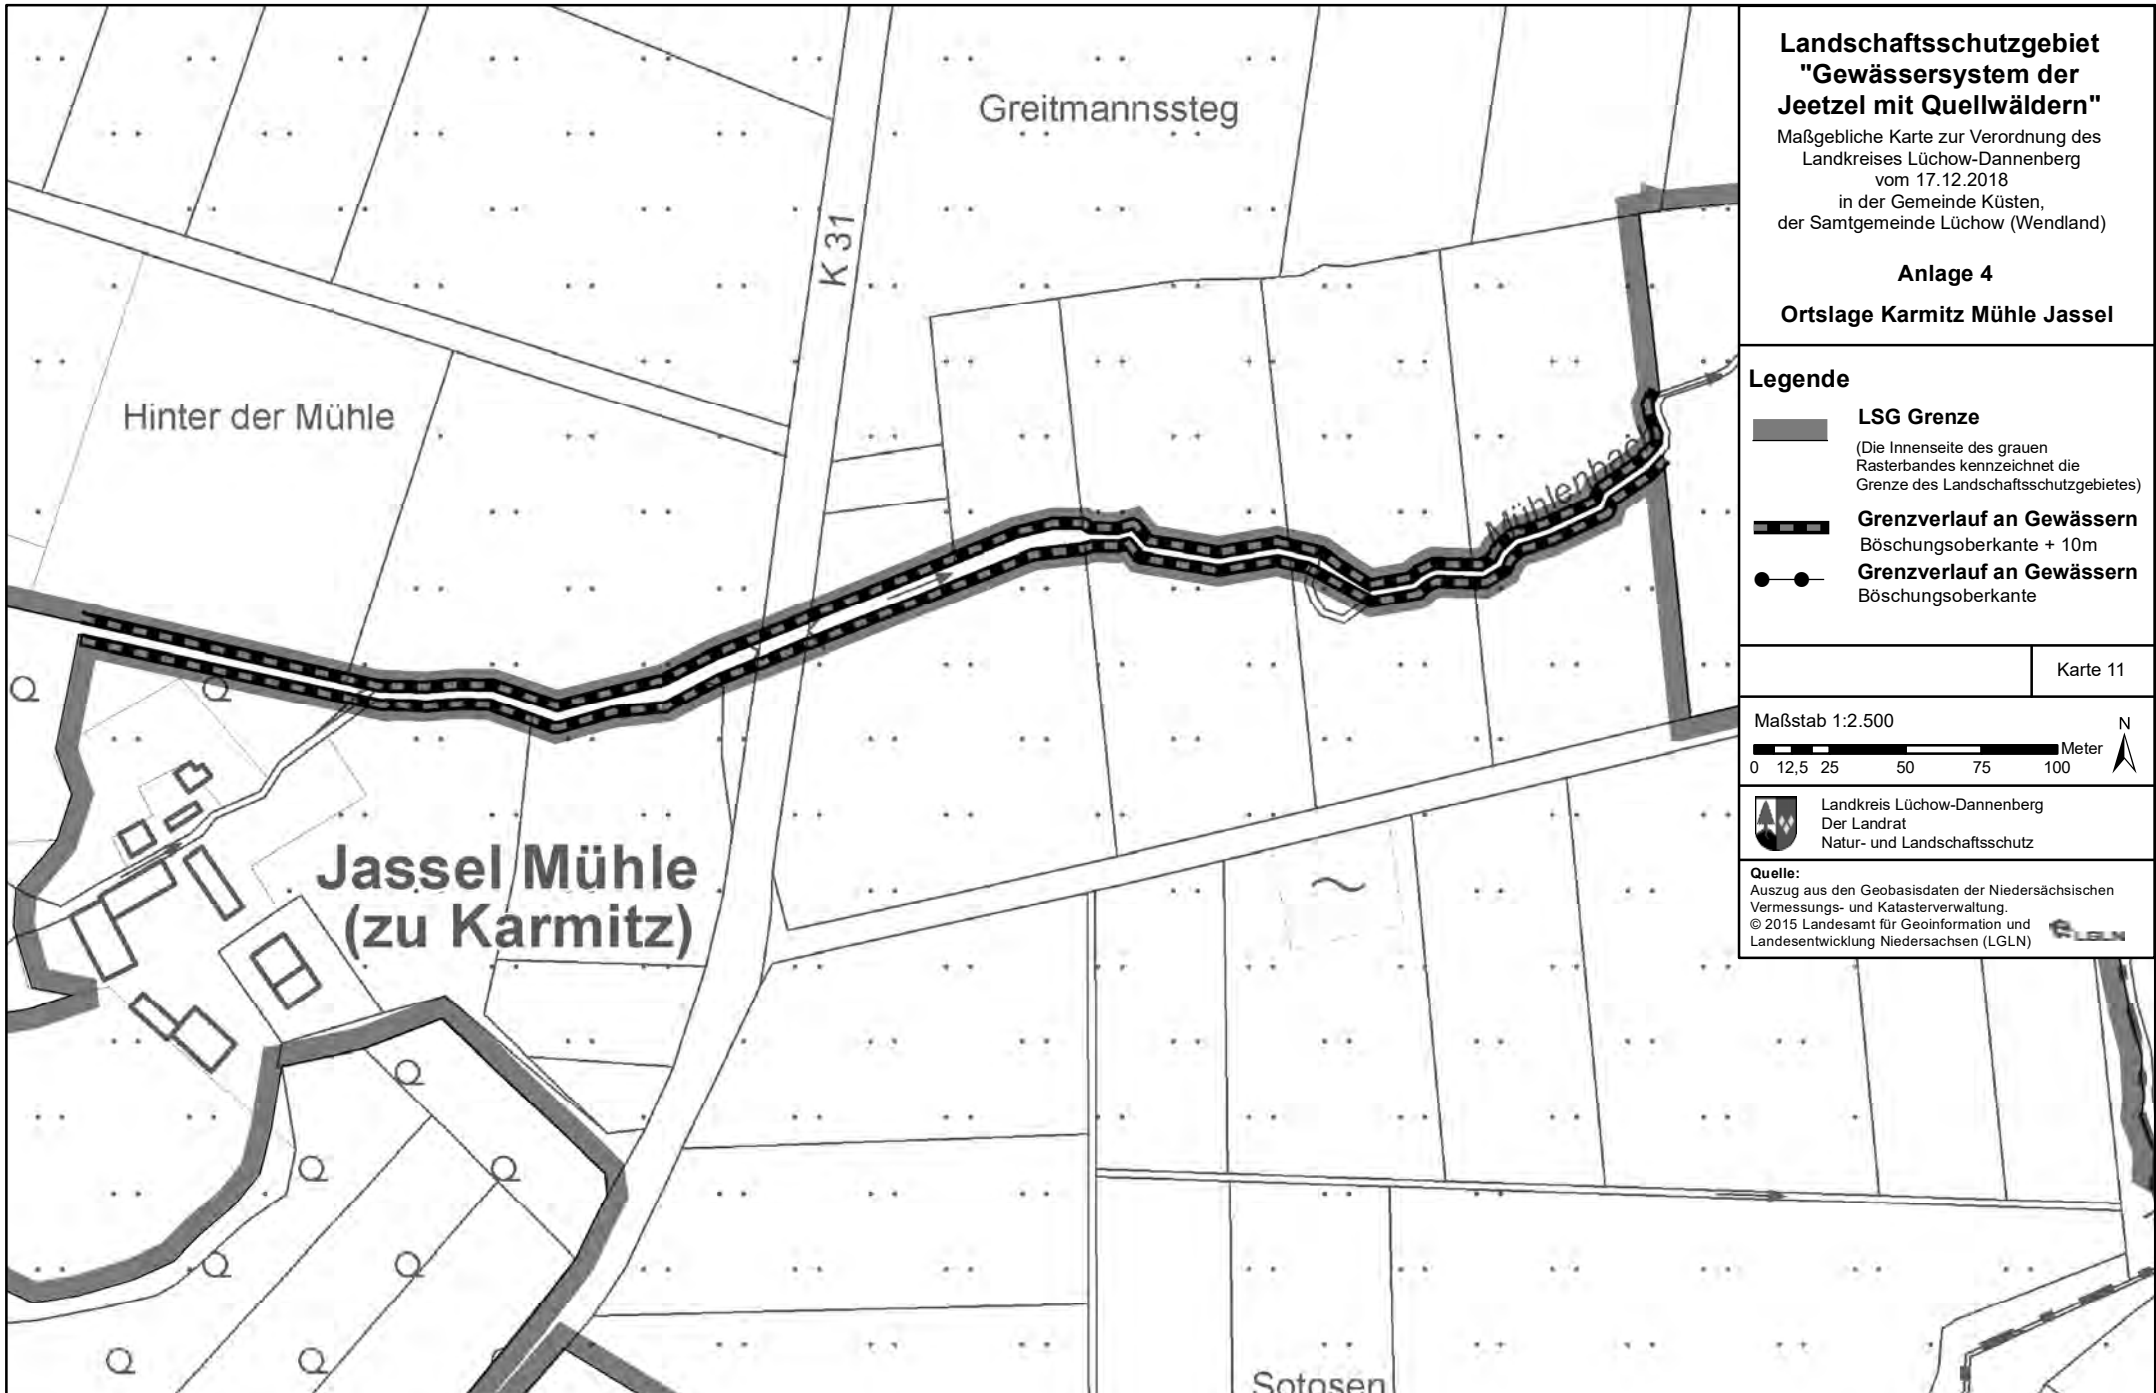 Greitmannssteg
K 31
Hinter der Mühle
Mühlenbach
Jassel Mühle
(zu Karmitz)
Sotosen
Landschaftsschutzgebiet
"Gewässersystem der
Jeetzel mit Quellwäldern"
Maßgebliche Karte zur Verordnung des
Landkreises Lüchow-Dannenberg
vom 17.12.2018
in der Gemeinde Küsten,
der Samtgemeinde Lüchow (Wendland)
Anlage 4
Ortslage Karmitz Mühle Jassel
Legende
LSG Grenze
(Die Innenseite des grauen
Rasterbandes kennzeichnet die
Grenze des Landschaftsschutzgebietes)
Grenzverlauf an Gewässern
Böschungsoberkante + 10m
Grenzverlauf an Gewässern
Böschungsoberkante
Karte 11
Maßstab 1:2.500
N
Meter
0 12,5 25 50 75 100
Landkreis Lüchow-Dannenberg
Der Landrat
Natur- und Landschaftsschutz
Quelle:
Auszug aus den Geobasisdaten der Niedersächsischen
Vermessungs- und Katasterverwaltung.
© 2015 Landesamt für Geoinformation und
Landesentwicklung Niedersachsen (LGLN)
LGLN